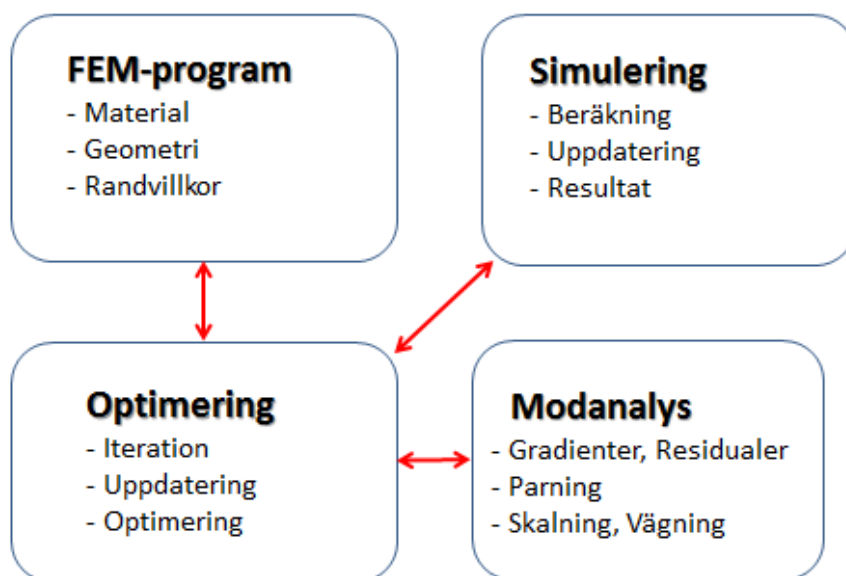 FEM-program
- Material
- Geometri
- Randvillkor
Simulering
- Beräkning
- Uppdatering
- Resultat
Optimering
- Iteration
- Uppdatering
- Optimering
Modanalys
- Gradienter, Residualer
- Parning
- Skalning, Vägning